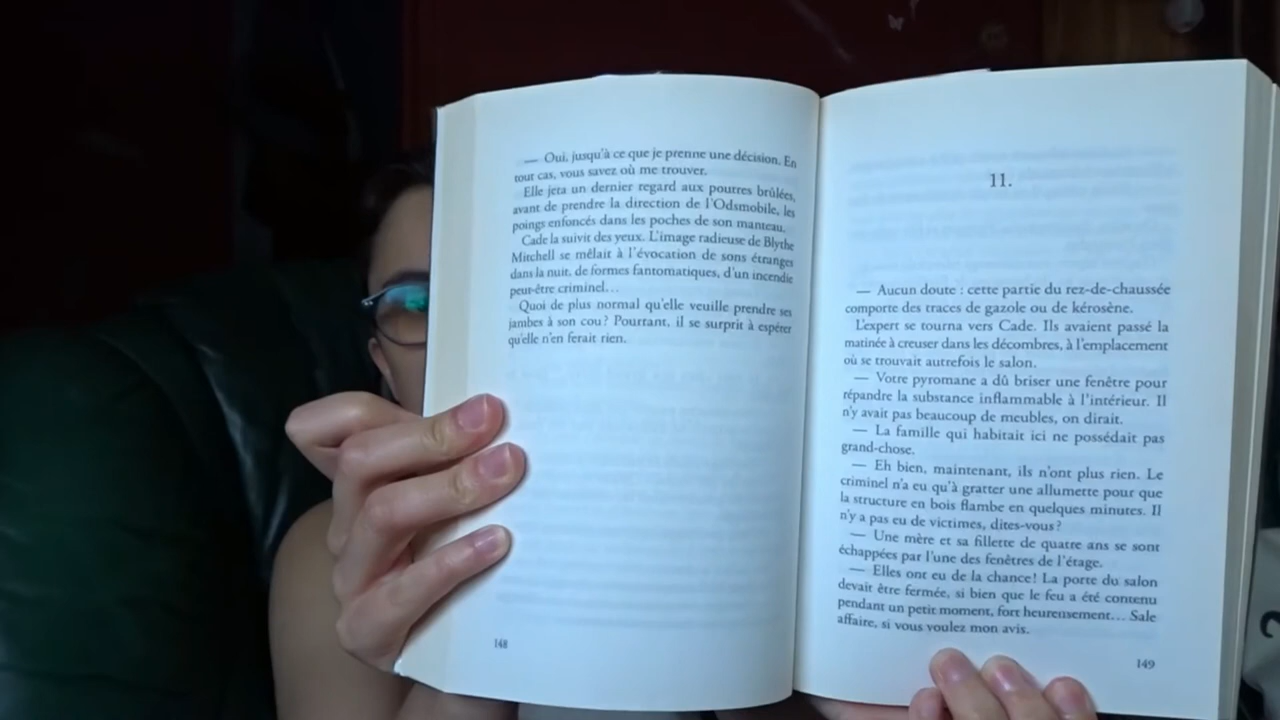 — Oui, jusqu'à ce que je prenne une décision. En
tout cas, vous savez où me trouver.
Elle jeta un dernier regard aux poutres brûlées,
avant de prendre la direction de l'Odsmobile, les
poings enfoncés dans les poches de son manteau.
Cade la suivit des yeux. L'image radieuse de Blythe
Mitchell se mêlait à l'évocation de sons étranges
dans la nuit, de formes fantomatiques, d'un incendie
peut-être criminel…
Quoi de plus normal qu'elle veuille prendre ses
jambes à son cou ? Pourtant, il se surprit à espérer
qu'elle n'en ferait rien.
148
11.
— Aucun doute : cette partie du rez-de-chaussée
comporte des traces de gazole ou de kérosène.
L'expert se tourna vers Cade. Ils avaient passé la
matinée à creuser dans les décombres, à l'emplacement
où se trouvait autrefois le salon.
— Votre pyromane a dû briser une fenêtre pour
répandre la substance inflammable à l'intérieur. Il
n'y avait pas beaucoup de meubles, on dirait.
— La famille qui habitait ici ne possédait pas
grand-chose.
— Eh bien, maintenant, ils n'ont plus rien. Le
criminel n'a eu qu'à gratter une allumette pour que
la structure en bois flambe en quelques minutes. Il
n'y a pas eu de victimes, dites-vous ?
— Une mère et sa fillette de quatre ans se sont
échappées par l'une des fenêtres de l'étage.
— Elles ont eu de la chance ! La porte du salon
devait être fermée, si bien que le feu a été contenu
pendant un petit moment, fort heureusement… Sale
affaire, si vous voulez mon avis.
149